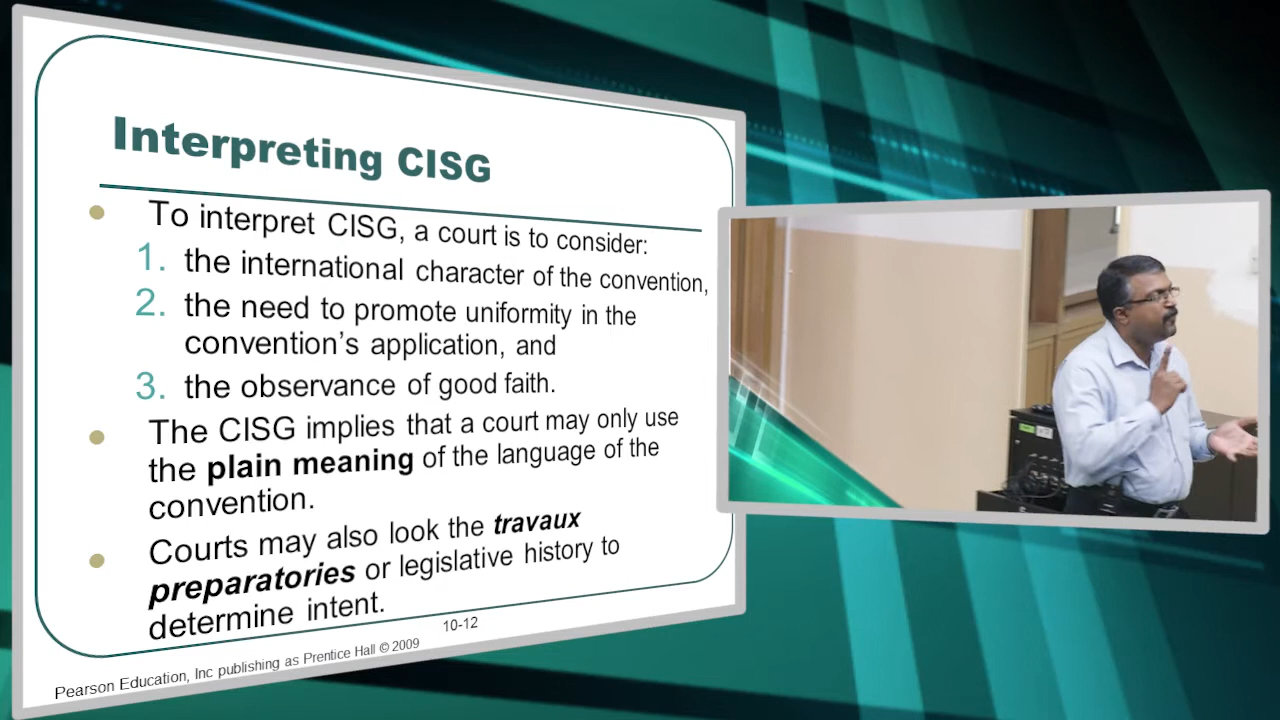 Interpreting CISG
To interpret CISG, a court is to consider:
1. the international character of the convention,
2. the need to promote uniformity in the
convention's application, and
3. the observance of good faith.
The CISG implies that a court may only use
the plain meaning of the language of the
convention.
Courts may also look the travaux
preparatories or legislative history to
determine intent.
10-12
Pearson Education, Inc publishing as Prentice Hall © 2009